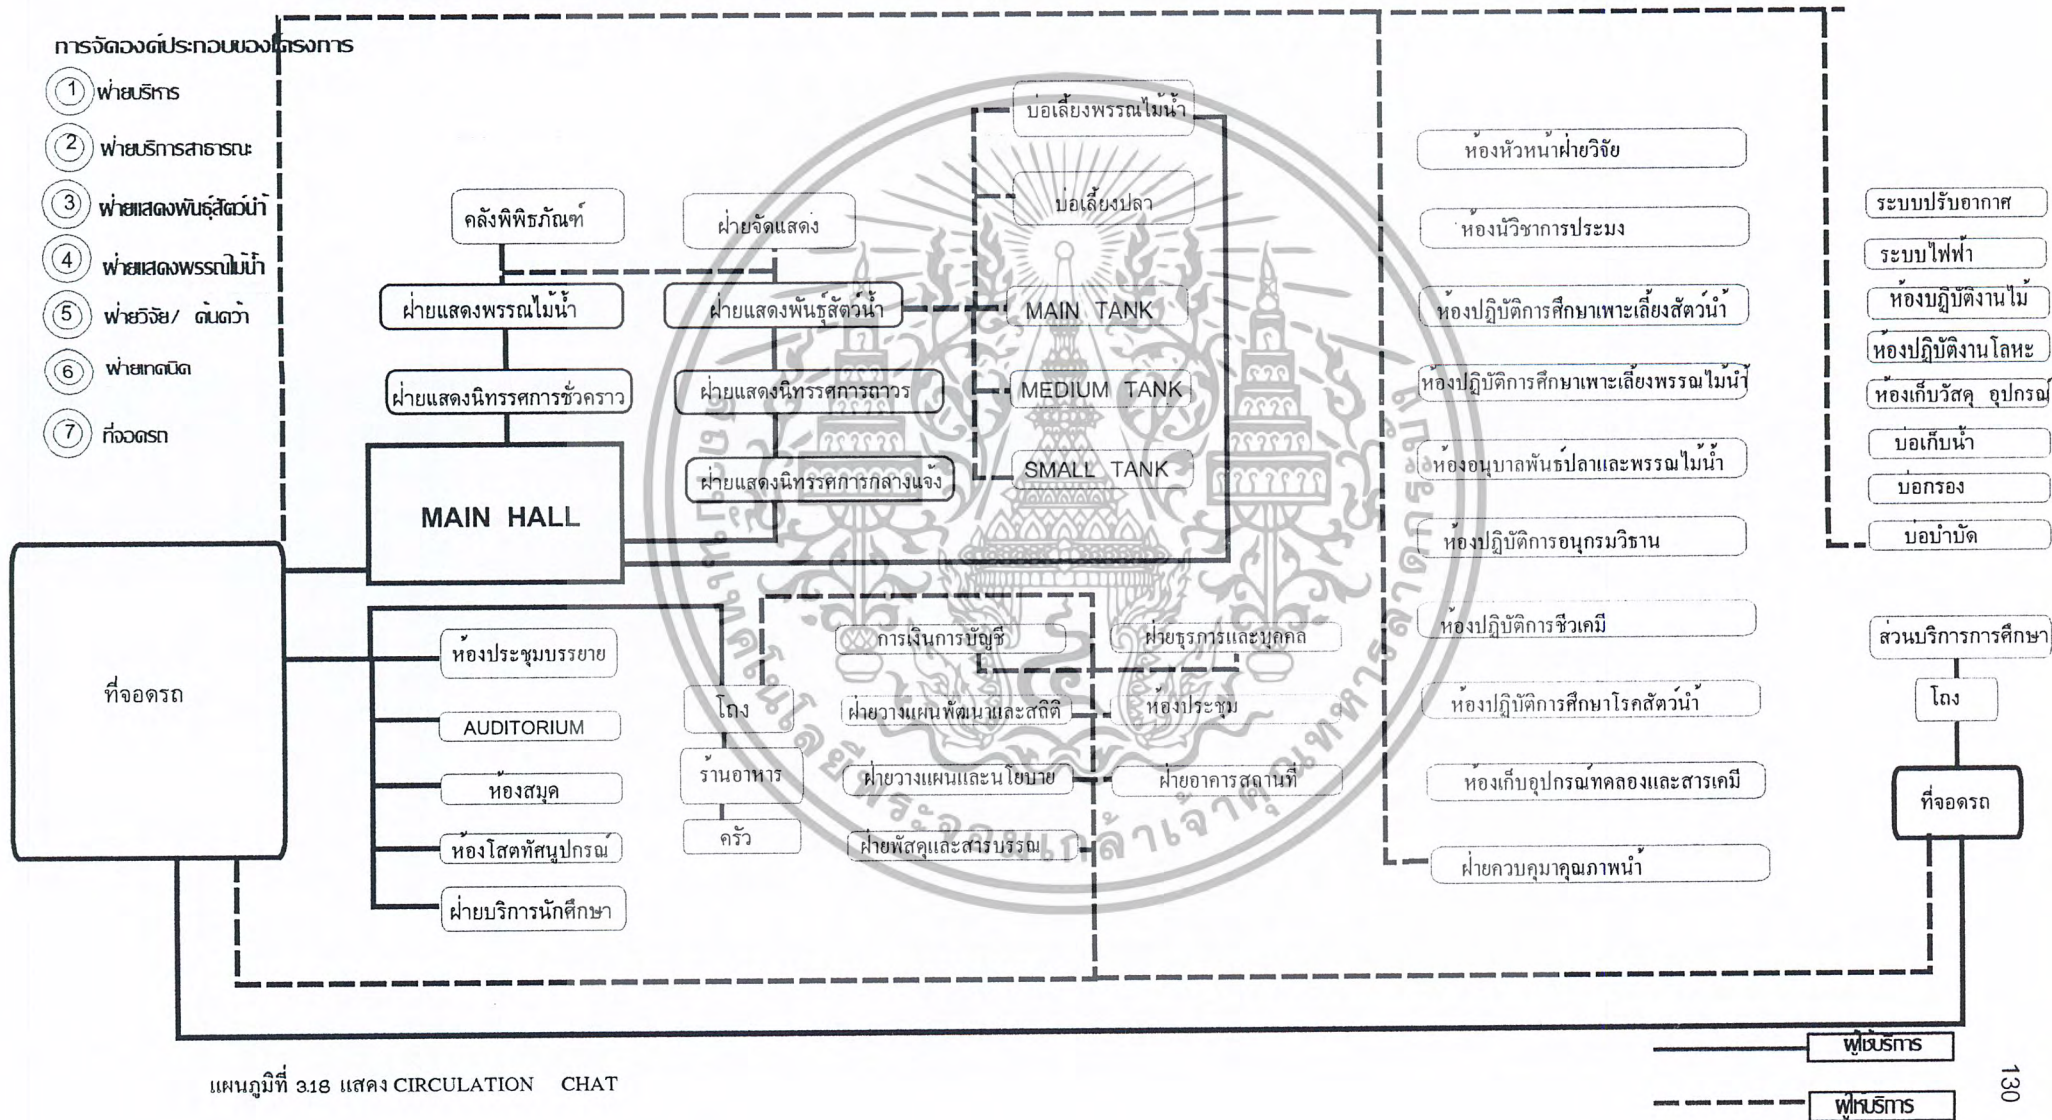 การจัดองค์ประกอบของโครงการ
1 ฝ่ายบริหาร
2 ฝ่ายบริการสาธารณะ
3 ฝ่ายแสดงพันธุ์สัตว์น้ำ
4 ฝ่ายแสดงพรรณไม้น้ำ
5 ฝ่ายวิจัย/ ค้นคว้า
6 ฝ่ายเทคนิค
7 ที่จอดรถ
คลังพิพิธภัณฑ์
ฝ่ายจัดแสดง
ฝ่ายแสดงพรรณไม้น้ำ
ฝ่ายแสดงพันธุ์สัตว์น้ำ
ฝ่ายแสดงนิทรรศการชั่วคราว
ฝ่ายแสดงนิทรรศการถาวร
ฝ่ายแสดงนิทรรศการกลางแจ้ง
MAIN HALL
บ่อเลี้ยงพรรณไม้น้ำ
บ่อเลี้ยงปลา
MAIN TANK
MEDIUM TANK
SMALL TANK
ห้องหัวหน้าฝ่ายวิจัย
ห้องนัวิชาการประมง
ห้องปฏิบัติการศึกษาเพาะเลี้ยงสัตว์น้ำ
ห้องปฏิบัติการศึกษาเพาะเลี้ยงพรรณไม้น้ำ
ห้องอนุบาลพันธ์ปลาและพรรณไม้น้ำ
ห้องปฏิบัติการอนุกรมวิธาน
ห้องปฏิบัติการชีวเคมี
ห้องปฏิบัติการศึกษาโรคสัตว์น้ำ
ห้องเก็บอุปกรณ์ทดลองและสารเคมี
ฝ่ายควบคุมาคุณภาพน้ำ
ระบบปรับอากาศ
ระบบไฟฟ้า
ห้องปฏิบัติงานไม้
ห้องปฏิบัติงานโลหะ
ห้องเก็บวัสดุ อุปกรณ์
บ่อเก็บน้ำ
บ่อกรอง
บ่อบำบัด
ส่วนบริการการศึกษา
โถง
ที่จอดรถ
ที่จอดรถ
ห้องประชุมบรรยาย
AUDITORIUM
ห้องสมุด
ห้องโสตทัศนูปกรณ์
ฝ่ายบริการนักศึกษา
โถง
ร้านอาหาร
ครัว
การเงินการบัญชี
ฝ่ายธุรการและบุคคล
ฝ่ายวางแผนพัฒนาและสถิติ
ห้องประชุม
ฝ่ายวางแผนและนโยบาย
ฝ่ายอาคารสถานที่
ฝ่ายพัสดุและสารบรรณ
สถาบันเทคโนโลยีพระจอมเกล้าเจ้าคุณทหารลาดกระบัง
ผู้ใช้บริการ
ผู้ให้บริการ
แผนภูมิที่ 3.18 แสดง CIRCULATION CHAT
130